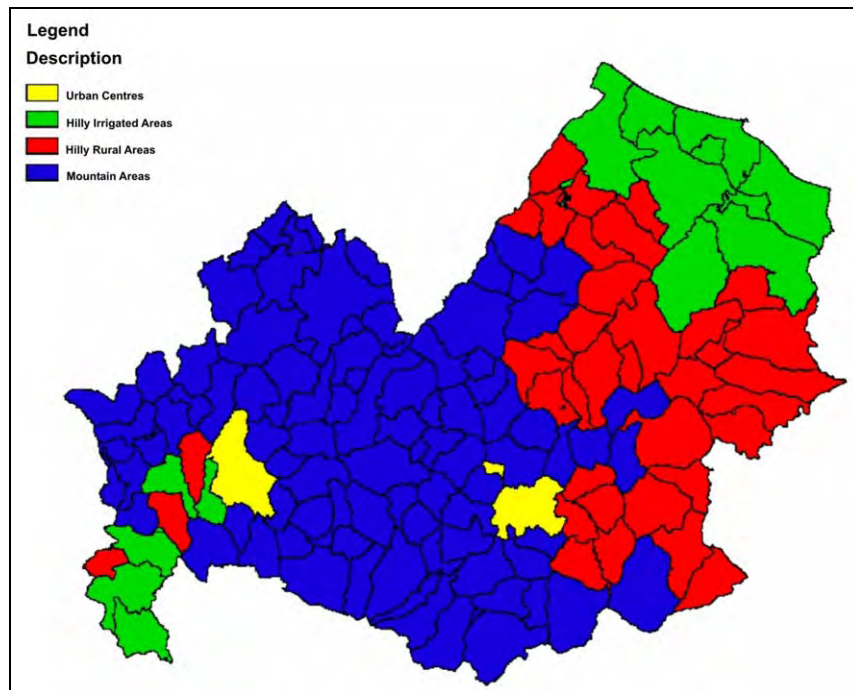 Legend
Description
Urban Centres
Hilly Irrigated Areas
Hilly Rural Areas
Mountain Areas